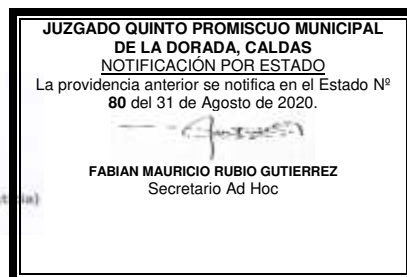 JUZGADO QUINTO PROMISCUO MUNICIPAL
DE LA DORADA, CALDAS
NOTIFICACIÓN POR ESTADO
La providencia anterior se notifica en el Estado Nº
80 del 31 de Agosto de 2020.
FABIAN MAURICIO RUBIO GUTIERREZ
Secretario Ad Hoc